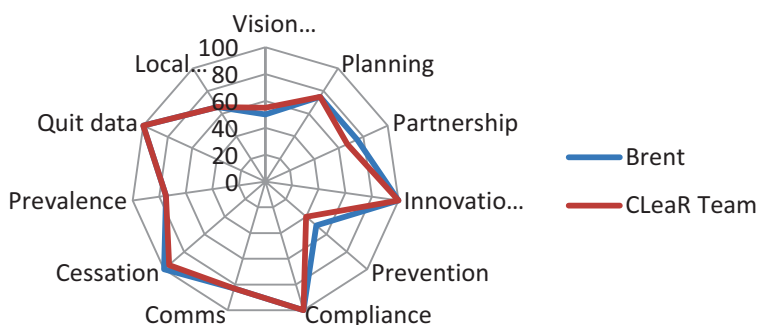 Vision...
100
80
60
40
20
0
Planning
Partnership
Innovatio...
Prevention
Compliance
Comms
Cessation
Prevalence
Quit data
Local...
Brent
CLeaR Team